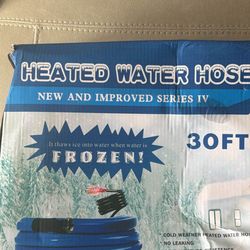 HEATED WATER HOSE
NEW AND IMPROVED SERIES IV
It thaws ice into water when water is
FROZEN!
30FT
• COLD WEATHER HEATED WATER HO
• NO LEAKING